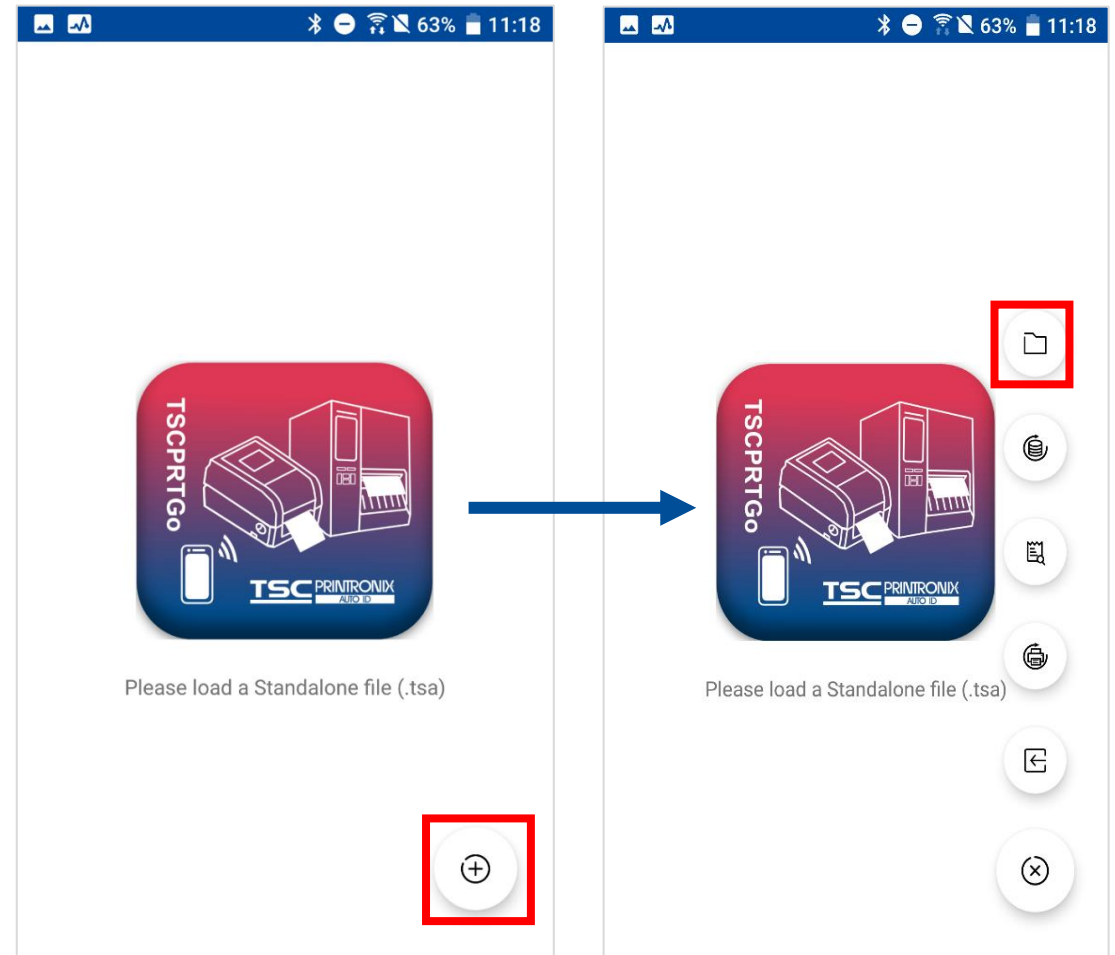 63% 11:18
TSCPRTGo
TSC PRINTRONIX
AUTO ID
Please load a Standalone file (.tsa)
63% 11:18
TSCPRTGo
TSC PRINTRONIX
AUTO ID
Please load a Standalone file (.tsa)